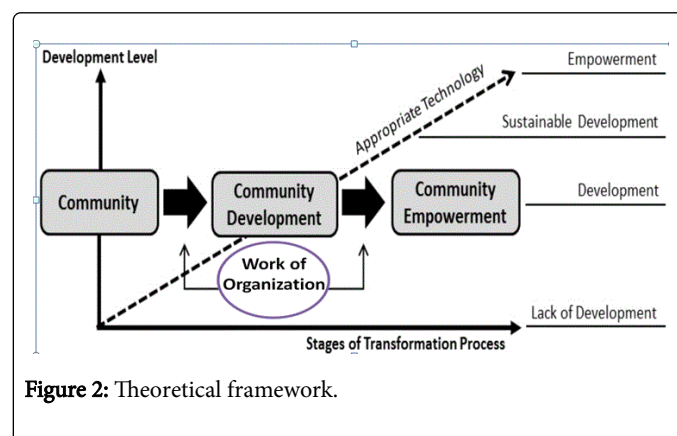 Development Level
Empowerment
Appropriate Technology
Sustainable Development
Community
Community
Development
Community
Empowerment
Development
Work of
Organization
Lack of Development
Stages of Transformation Process
Figure 2: Theoretical framework.